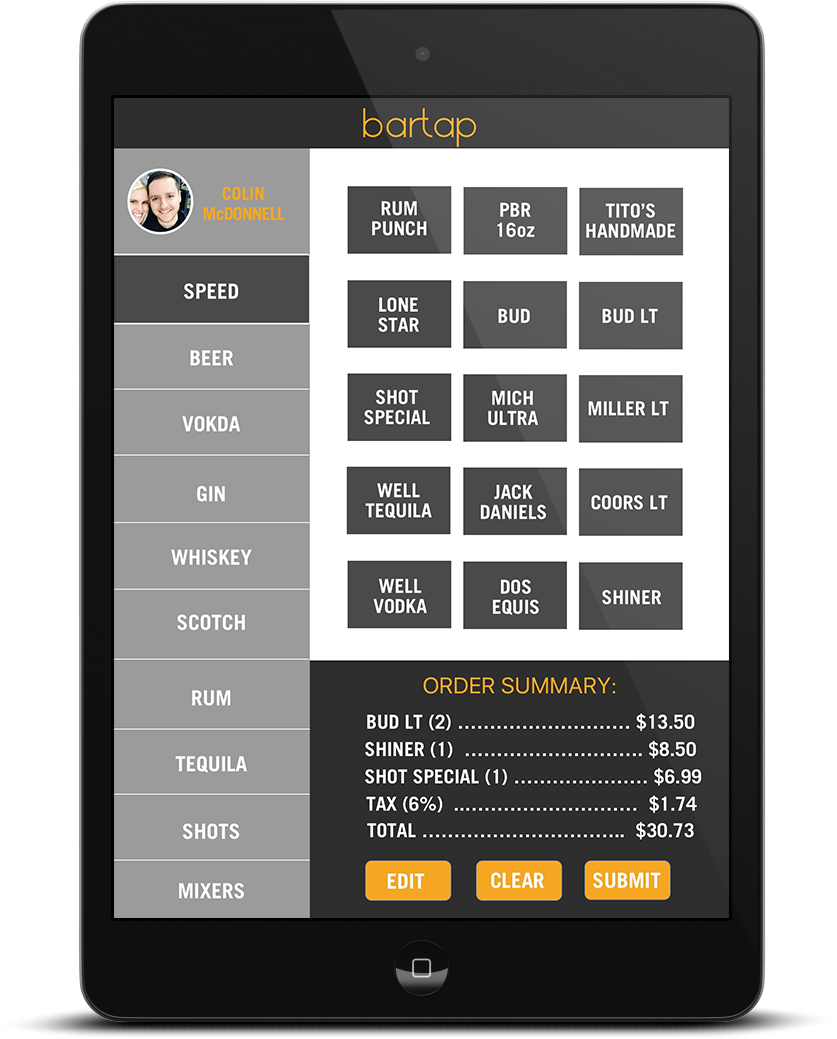 bartap
COLIN
McDONNELL
SPEED
BEER
VOKDA
GIN
WHISKEY
SCOTCH
RUM
TEQUILA
SHOTS
MIXERS
RUM
PUNCH
PBR
16oz
TITO'S
HANDMADE
LONE
STAR
BUD
BUD LT
SHOT
SPECIAL
MICH
ULTRA
MILLER LT
WELL
TEQUILA
JACK
DANIELS
COORS LT
WELL
VODKA
DOS
EQUIS
SHINER
ORDER SUMMARY:
BUD LT (2) ........................... $13.50
SHINER (1) ............................ $8.50
SHOT SPECIAL (1) ..................... $6.99
TAX (6%) ............................. $1.74
TOTAL ................................ $30.73
EDIT
CLEAR
SUBMIT